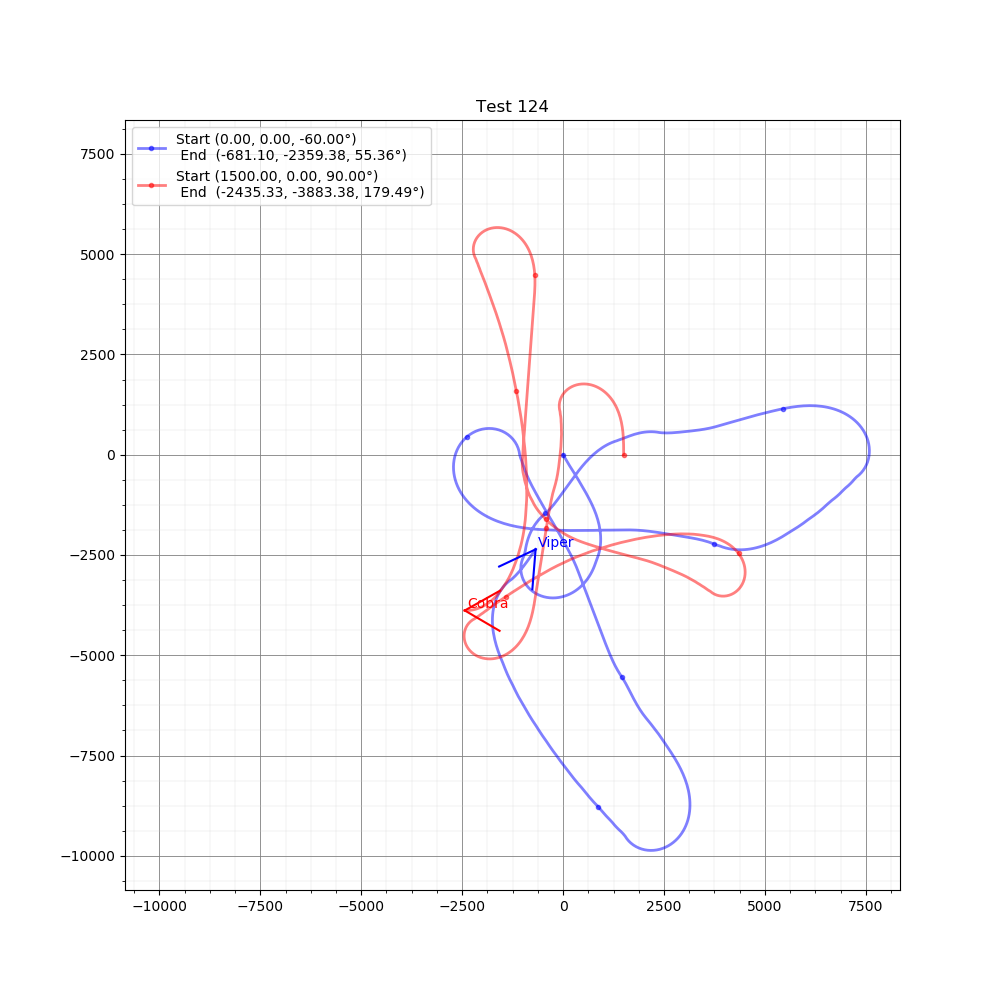 Test 124
Start (0.00, 0.00, -60.00°)
End (-681.10, -2359.38, 55.36°)
Start (1500.00, 0.00, 90.00°)
End (-2435.33, -3883.38, 179.49°)
7500
5000
2500
0
−2500
−5000
−7500
−10000
Viper
Cobra
−10000 −7500 −5000 −2500 0 2500 5000 7500